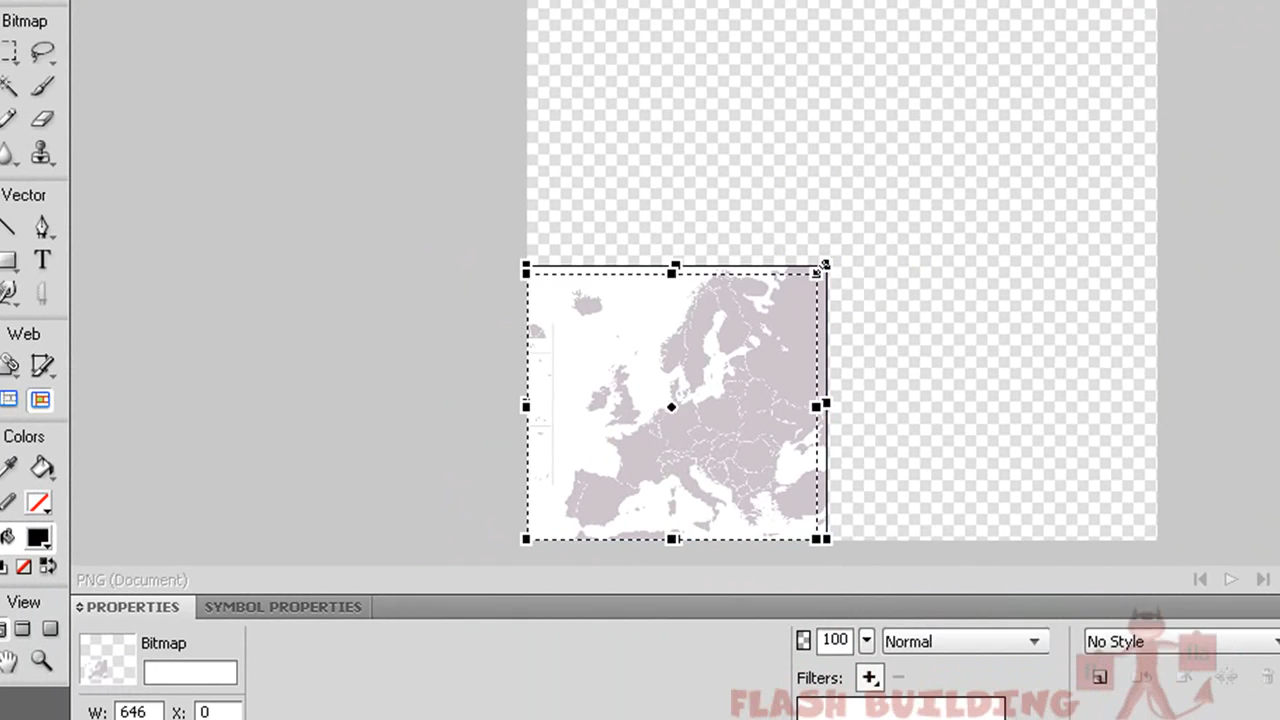 Bitmap
Vector
T
Web
Colors
View
PNG (Document)
PROPERTIES SYMBOL PROPERTIES
Bitmap
100 Normal No Style
Filters:
W: 646 X: 0
FLASH BUILDING